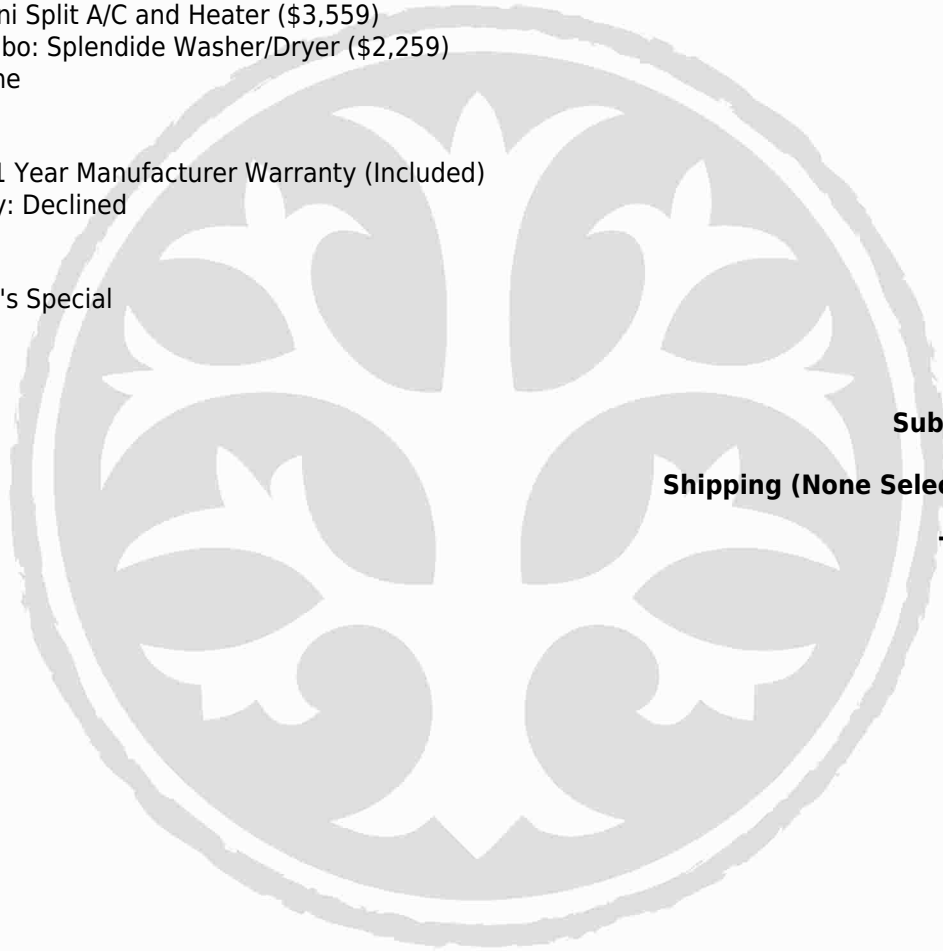 ni Split A/C and Heater ($3,559)
bo: Splendide Washer/Dryer ($2,259)
ne
1 Year Manufacturer Warranty (Included)
y: Declined
's Special
Sub
Shipping (None Selec